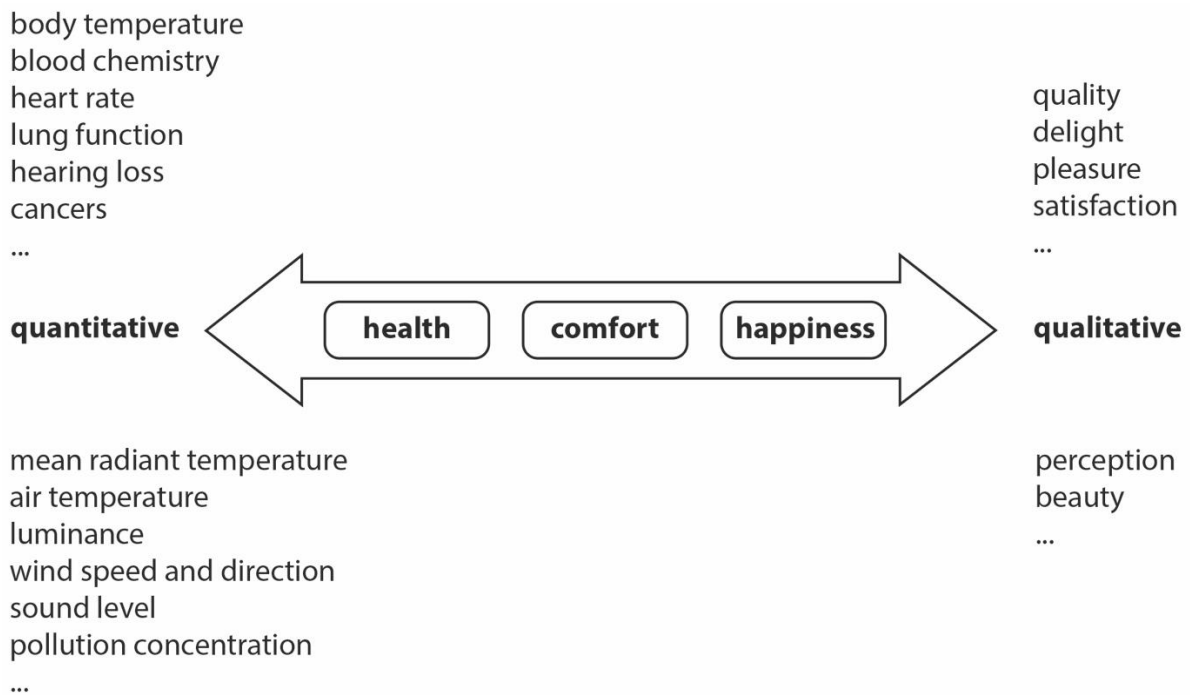 body temperature
blood chemistry
heart rate
lung function
hearing loss
cancers
...
quality
delight
pleasure
satisfaction
...
quantitative
health
comfort
happiness
qualitative
mean radiant temperature
air temperature
luminance
wind speed and direction
sound level
pollution concentration
...
perception
beauty
...